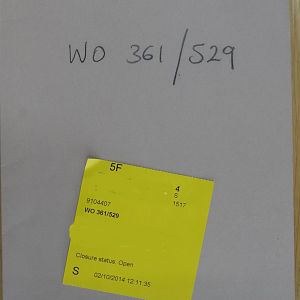 WO 361/529
5F
4
S
9104407 1517
WO 361/529
Closure status: Open
S 02/10/2014 12:11:35